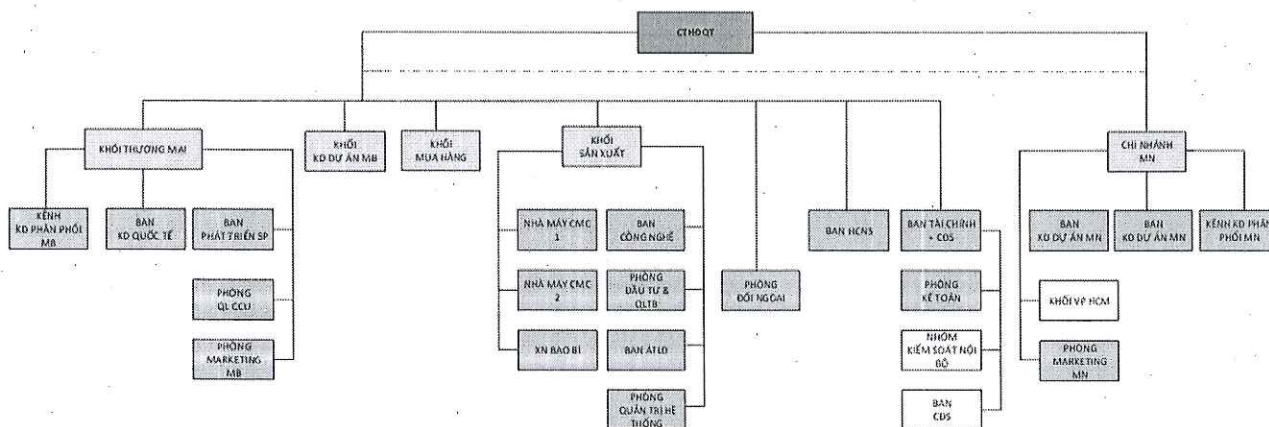 CTHĐQT
KHỐI THƯƠNG MẠI
KHỐI
KD DỰ ÁN MB
KHỐI
MUA HÀNG
KHỐI
SẢN XUẤT
CHI NHÁNH
MN
KÊNH
KD PHÂN PHỐI
MB
BAN
KD QUỐC TẾ
BAN
PHÁT TRIỂN SP
NHÀ MÁY CMC
1
BAN
CÔNG NGHỆ
BAN HCNS
BAN TÀI CHÍNH
+ CĐS
BAN
KD DỰ ÁN MN
BAN
KD DỰ ÁN MN
KÊNH KD PHÂN
PHỐI MN
PHÒNG
QL CCU
NHÀ MÁY CMC
2
PHÒNG
ĐẦU TƯ &
QLTB
PHÒNG
ĐỐI NGOẠI
PHÒNG
KẾ TOÁN
KHỐI VP HCM
PHÒNG
MARKETING
MB
XN BAO BÌ
BAN ATLĐ
NHÓM
KIỂM SOÁT NỘI
BỘ
PHÒNG
MARKETING
MN
PHÒNG
QUẢN TRỊ HỆ
THỐNG
BAN
CĐS